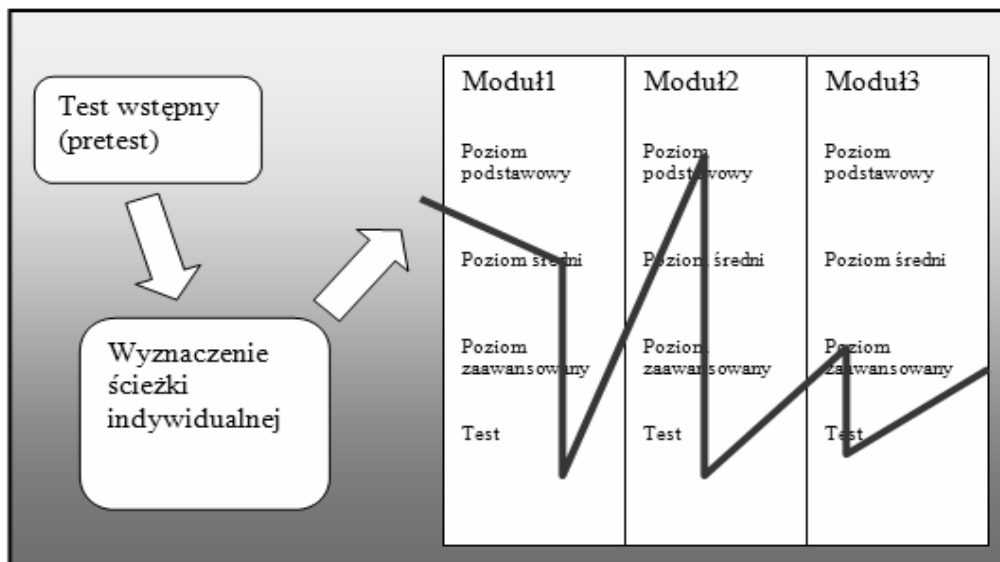 Test wstępny
(pretest)
Wyznaczenie
ścieżki
indywidualnej
Moduł1
Poziom
podstawowy
Poziom średni
Poziom
zaawansowany
Test
Moduł2
Poziom
podstawowy
Poziom średni
Poziom
zaawansowany
Test
Moduł3
Poziom
podstawowy
Poziom średni
Poziom
zaawansowany
Test